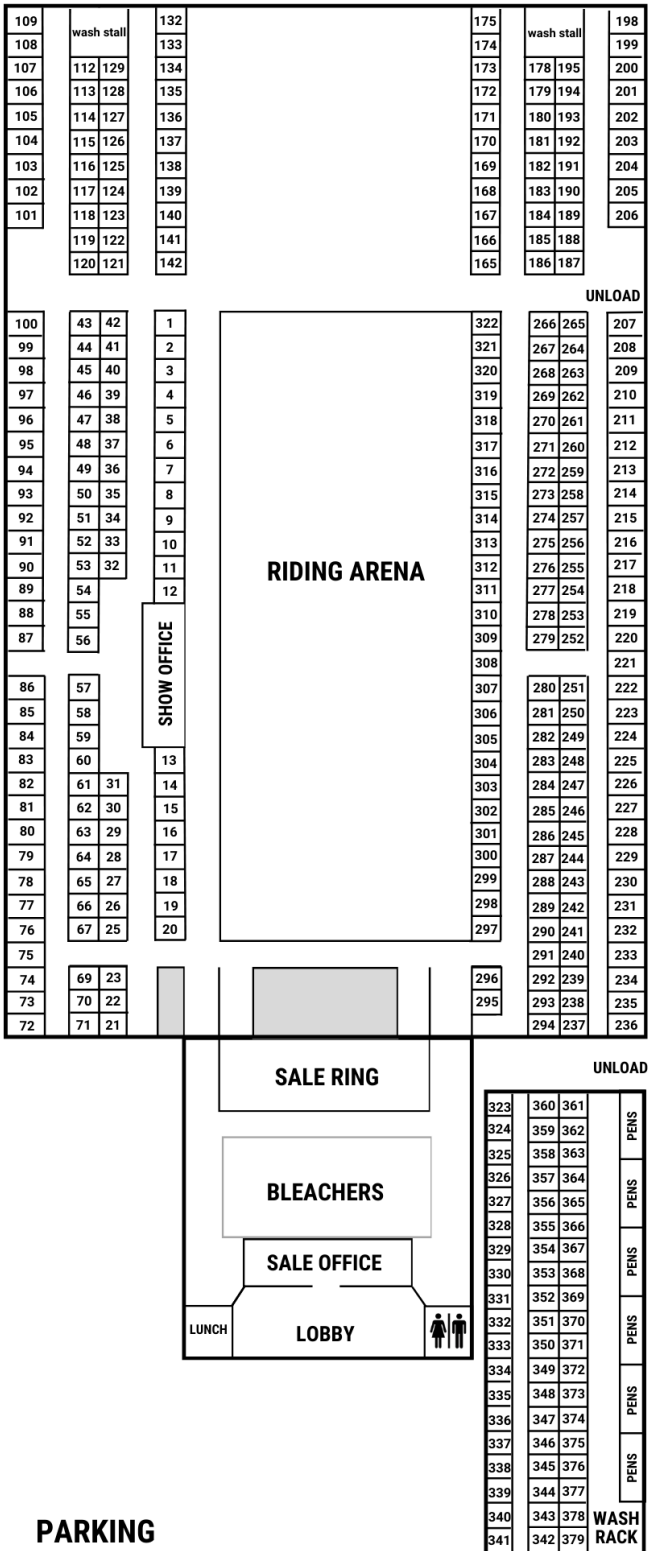 109 132 175 198
wash stall wash stall
108 133 174 199
107 112 129 134 173 178 195 200
106 113 128 135 172 179 194 201
105 114 127 136 171 180 193 202
104 115 126 137 170 181 192 203
103 116 125 138 169 182 191 204
102 117 124 139 168 183 190 205
101 118 123 140 167 184 189 206
119 122 141 166 185 188
120 121 142 165 186 187
UNLOAD
100 43 42 1 322 266 265 207
99 44 41 2 321 267 264 208
98 45 40 3 320 268 263 209
97 46 39 4 319 269 262 210
96 47 38 5 318 270 261 211
95 48 37 6 317 271 260 212
94 49 36 7 316 272 259 213
93 50 35 8 315 273 258 214
92 51 34 9 314 274 257 215
91 52 33 10 313 275 256 216
90 53 32 11 RIDING ARENA 312 276 255 217
89 54 12 311 277 254 218
88 55 310 278 253 219
87 56 309 279 252 220
SHOW OFFICE
308 221
86 57 307 280 251 222
85 58 306 281 250 223
84 59 305 282 249 224
83 60 13 304 283 248 225
82 61 31 14 303 284 247 226
81 62 30 15 302 285 246 227
80 63 29 16 301 286 245 228
79 64 28 17 300 287 244 229
78 65 27 18 299 288 243 230
77 66 26 19 298 289 242 231
76 67 25 20 297 290 241 232
75 291 240 233
74 69 23 296 292 239 234
73 70 22 295 293 238 235
72 71 21 294 237 236
UNLOAD
SALE RING
323 360 361
324 359 362 PENS
325 358 363
326 357 364
BLEACHERS
327 356 365 PENS
328 355 366
329 354 367
SALE OFFICE
330 353 368 PENS
331 352 369
LUNCH LOBBY
332 351 370
333 350 371 PENS
334 349 372
335 348 373 PENS
336 347 374
337 346 375
338 345 376 PENS
339 344 377
340 343 378 WASH
PARKING
341 342 379 RACK